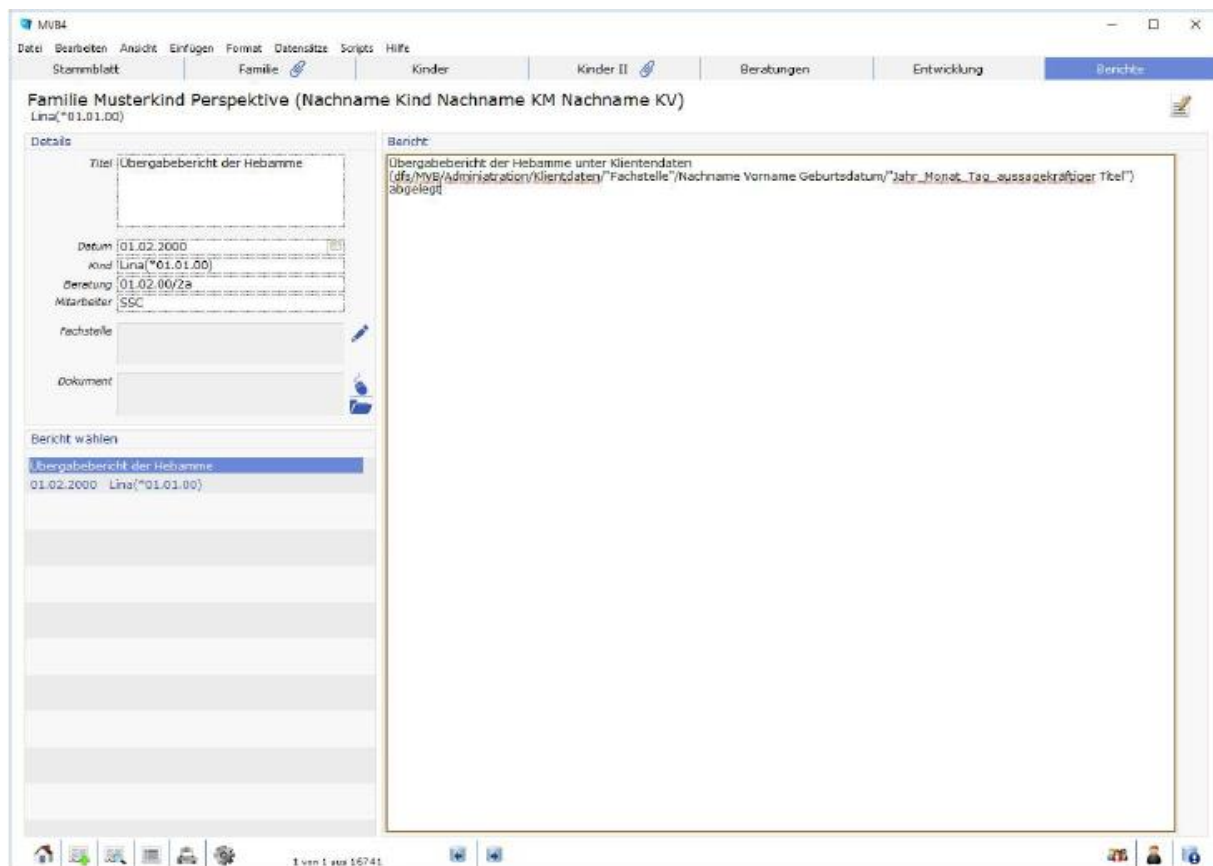 MVB4
Datei Bearbeiten Ansicht Einfügen Format Datensätze Scripts Hilfe
Stammblatt Familie Kinder Kinder II Beratungen Entwicklung Berichte
Familie Musterkind Perspektive (Nachname Kind Nachname KM Nachname KV)
Lina(*01.01.00)
Details
Titel Übergabebericht der Hebamme
Datum 01.02.2000
Kind Lina(*01.01.00)
Beratung 01.02.00/2a
Mitarbeiter SSC
Fachstelle
Dokument
Bericht wählen
Übergabebericht der Hebamme
01.02.2000 Lina(*01.01.00)
Bericht
Übergabebericht der Hebamme unter Klientendaten
(dfs/MVB/Adminiatration/Klientdaten/"Fachstelle"/Nachname Vorname Geburtsdatum/"Jahr_Monat_Tag_aussagekräftiger Titel")
abgelegt
1 von 1 aus 16741